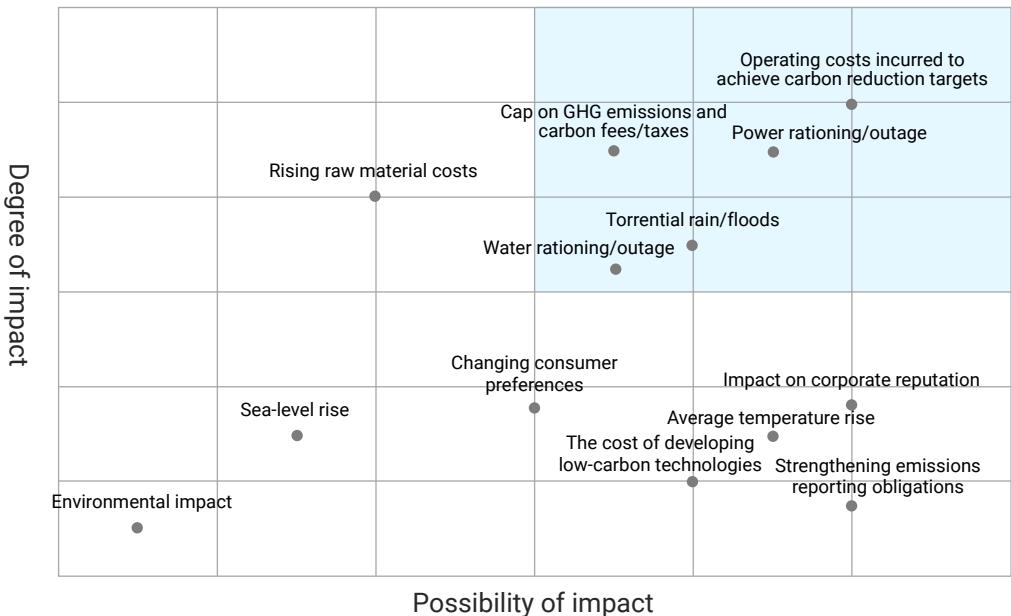 Operating costs incurred to
achieve carbon reduction targets
Cap on GHG emissions and
carbon fees/taxes
Power rationing/outage
Rising raw material costs
Torrential rain/floods
Water rationing/outage
Degree of impact
Changing consumer
preferences
Impact on corporate reputation
Sea-level rise
Average temperature rise
The cost of developing
low-carbon technologies
Strengthening emissions
reporting obligations
Environmental impact
Possibility of impact